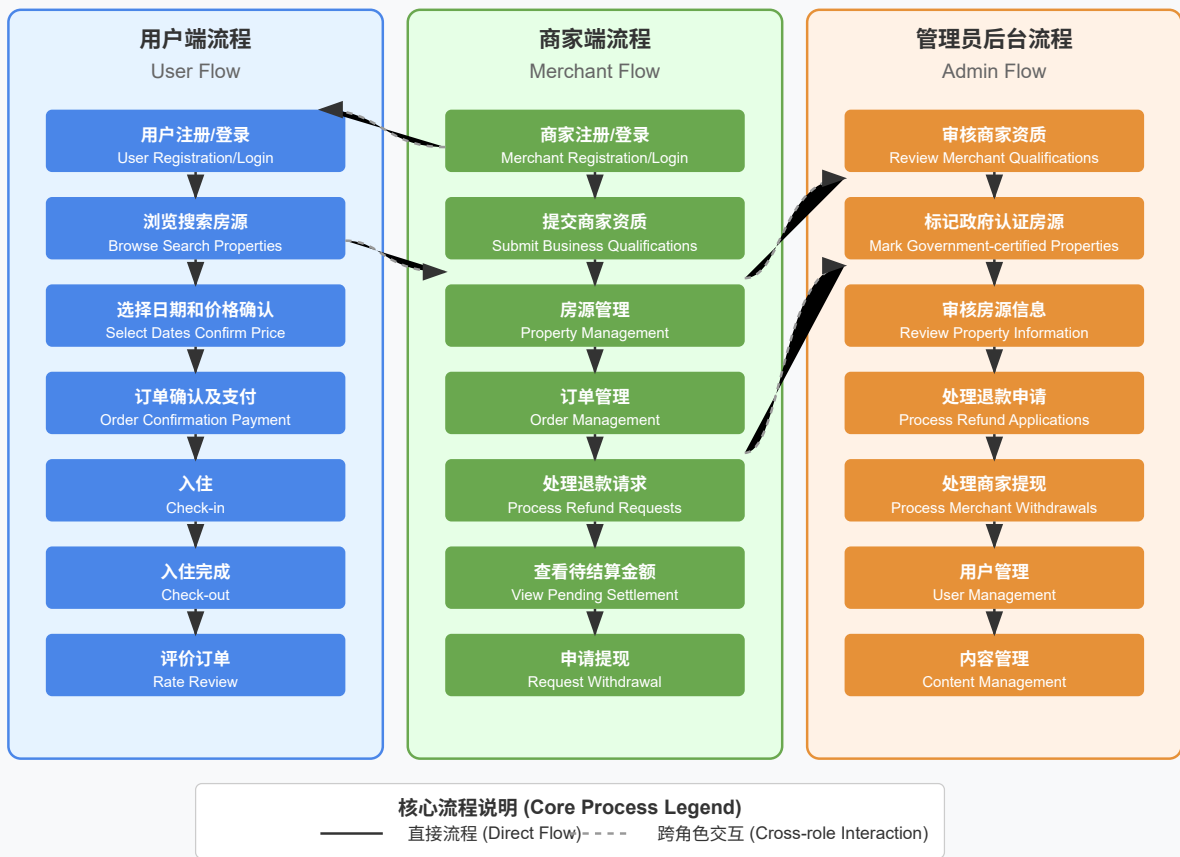 用户端流程
User Flow
用户注册/登录
User Registration/Login
浏览搜索房源
Browse Search Properties
选择日期和价格确认
Select Dates Confirm Price
订单确认及支付
Order Confirmation Payment
入住
Check-in
入住完成
Check-out
评价订单
Rate Review
商家端流程
Merchant Flow
商家注册/登录
Merchant Registration/Login
提交商家资质
Submit Business Qualifications
房源管理
Property Management
订单管理
Order Management
处理退款请求
Process Refund Requests
查看待结算金额
View Pending Settlement
申请提现
Request Withdrawal
管理员后台流程
Admin Flow
审核商家资质
Review Merchant Qualifications
标记政府认证房源
Mark Government-certified Properties
审核房源信息
Review Property Information
处理退款申请
Process Refund Applications
处理商家提现
Process Merchant Withdrawals
用户管理
User Management
内容管理
Content Management
核心流程说明 (Core Process Legend)
直接流程 (Direct Flow)
跨角色交互 (Cross-role Interaction)